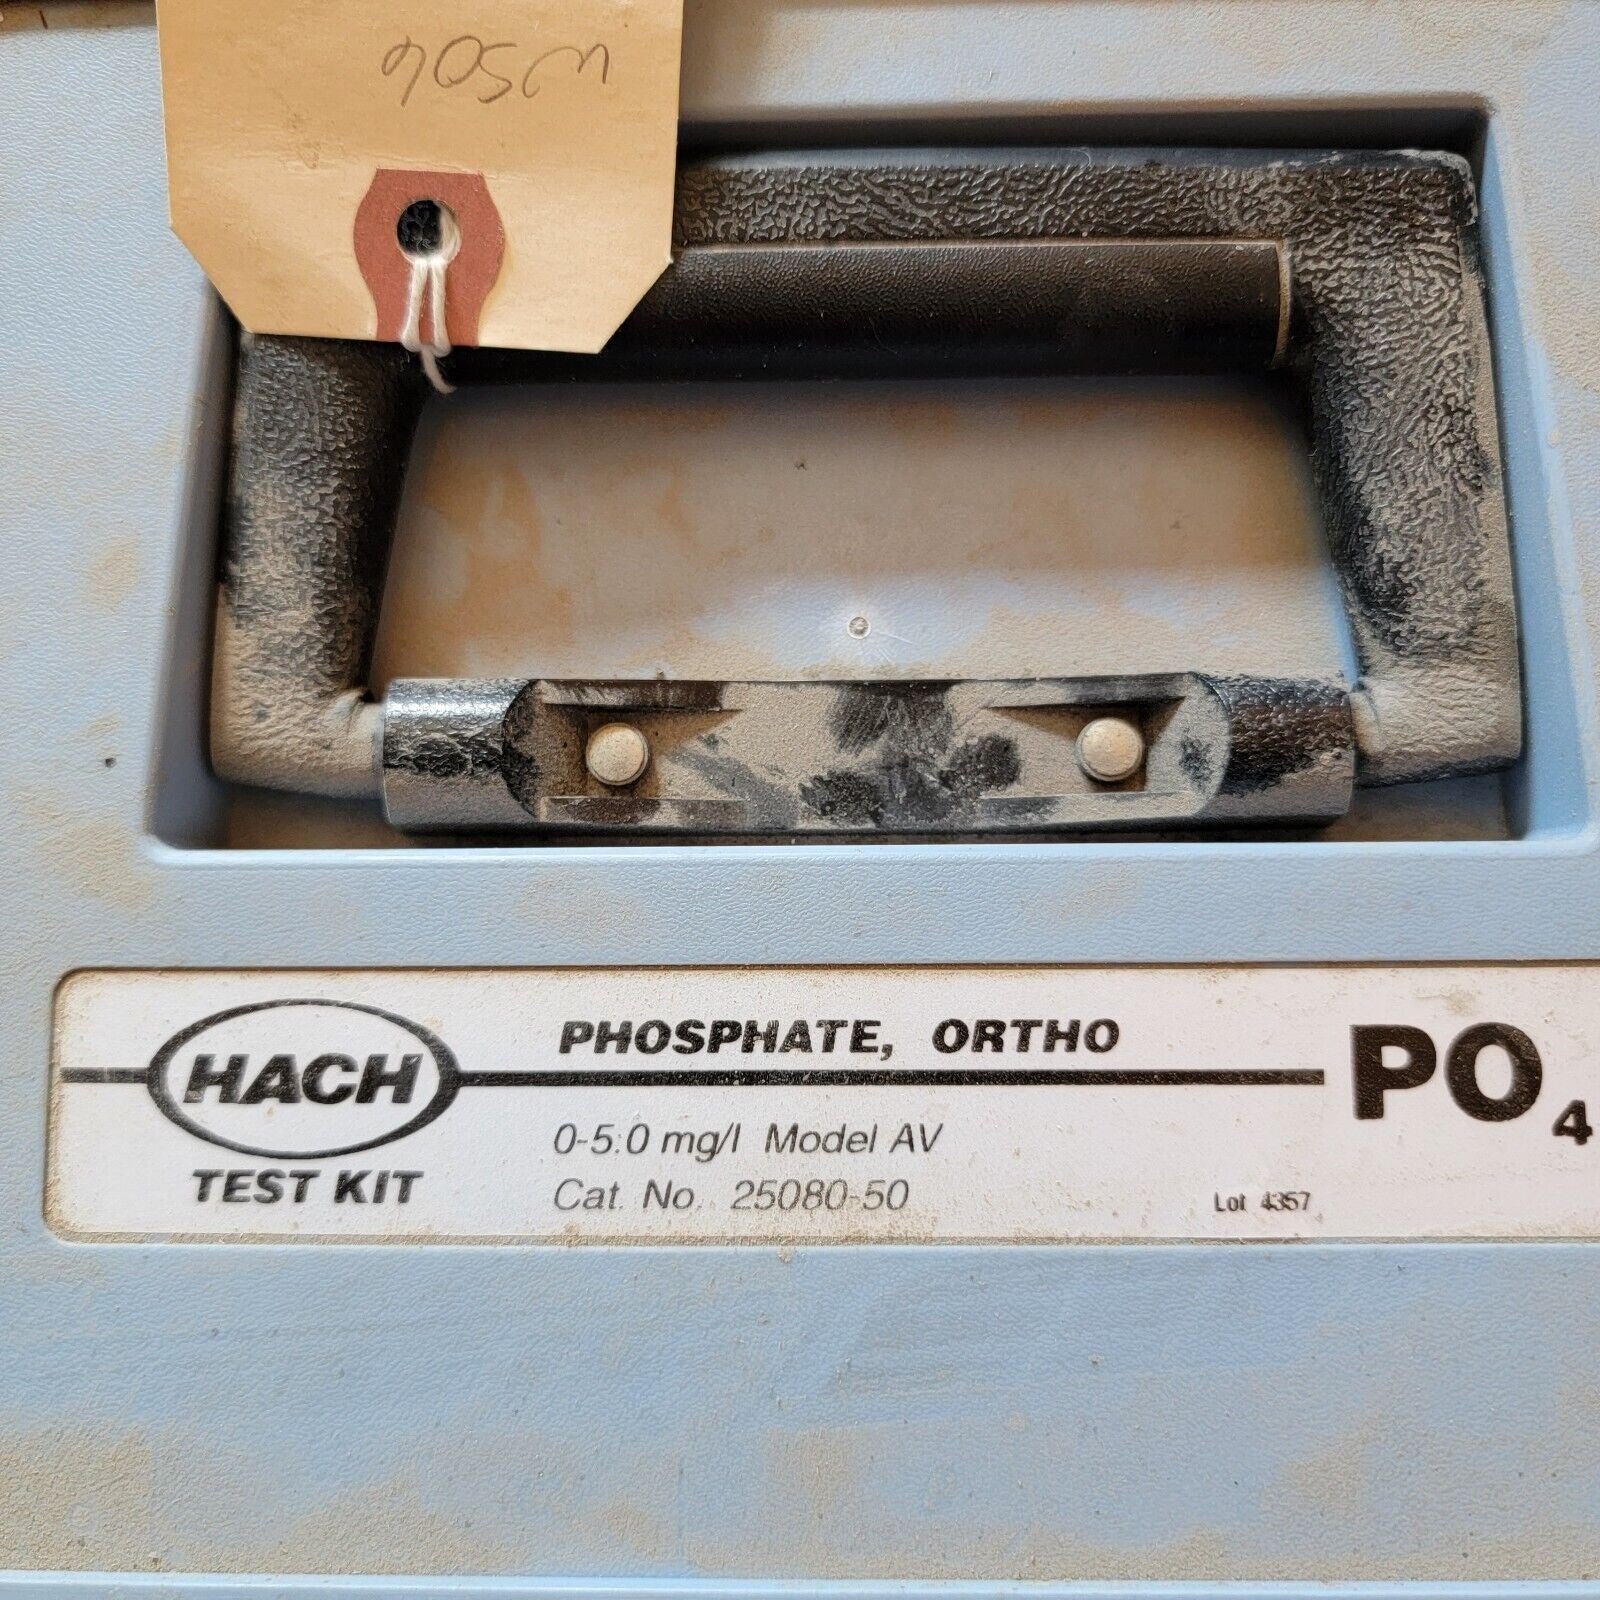 HACH
TEST KIT
PHOSPHATE, ORTHO
0-5.0 mg/l Model AV
Cat. No. 25080-50
Lot 4357
PO₄